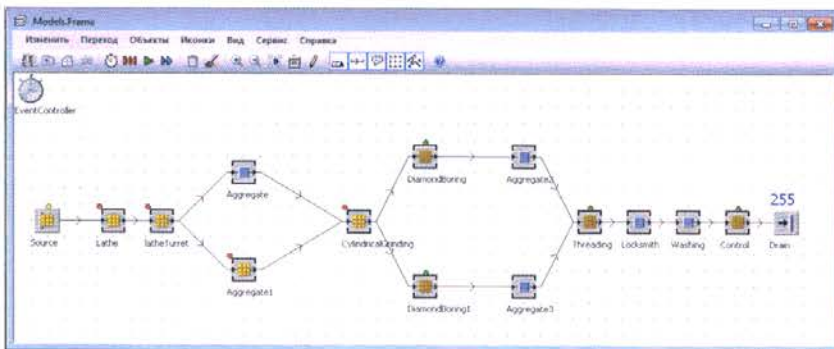 .Models.Frame
Изменить Переход Объекты Иконки Вид Сервис Справка
EventController
DiamondBoring
Aggregate2
Aggregate
255
Source
Lathe
latheTurret
CylindricalGrinding
Threading
Locksmith
Washing
Control
Drain
Aggregate1
DiamondBoring1
Aggregate3